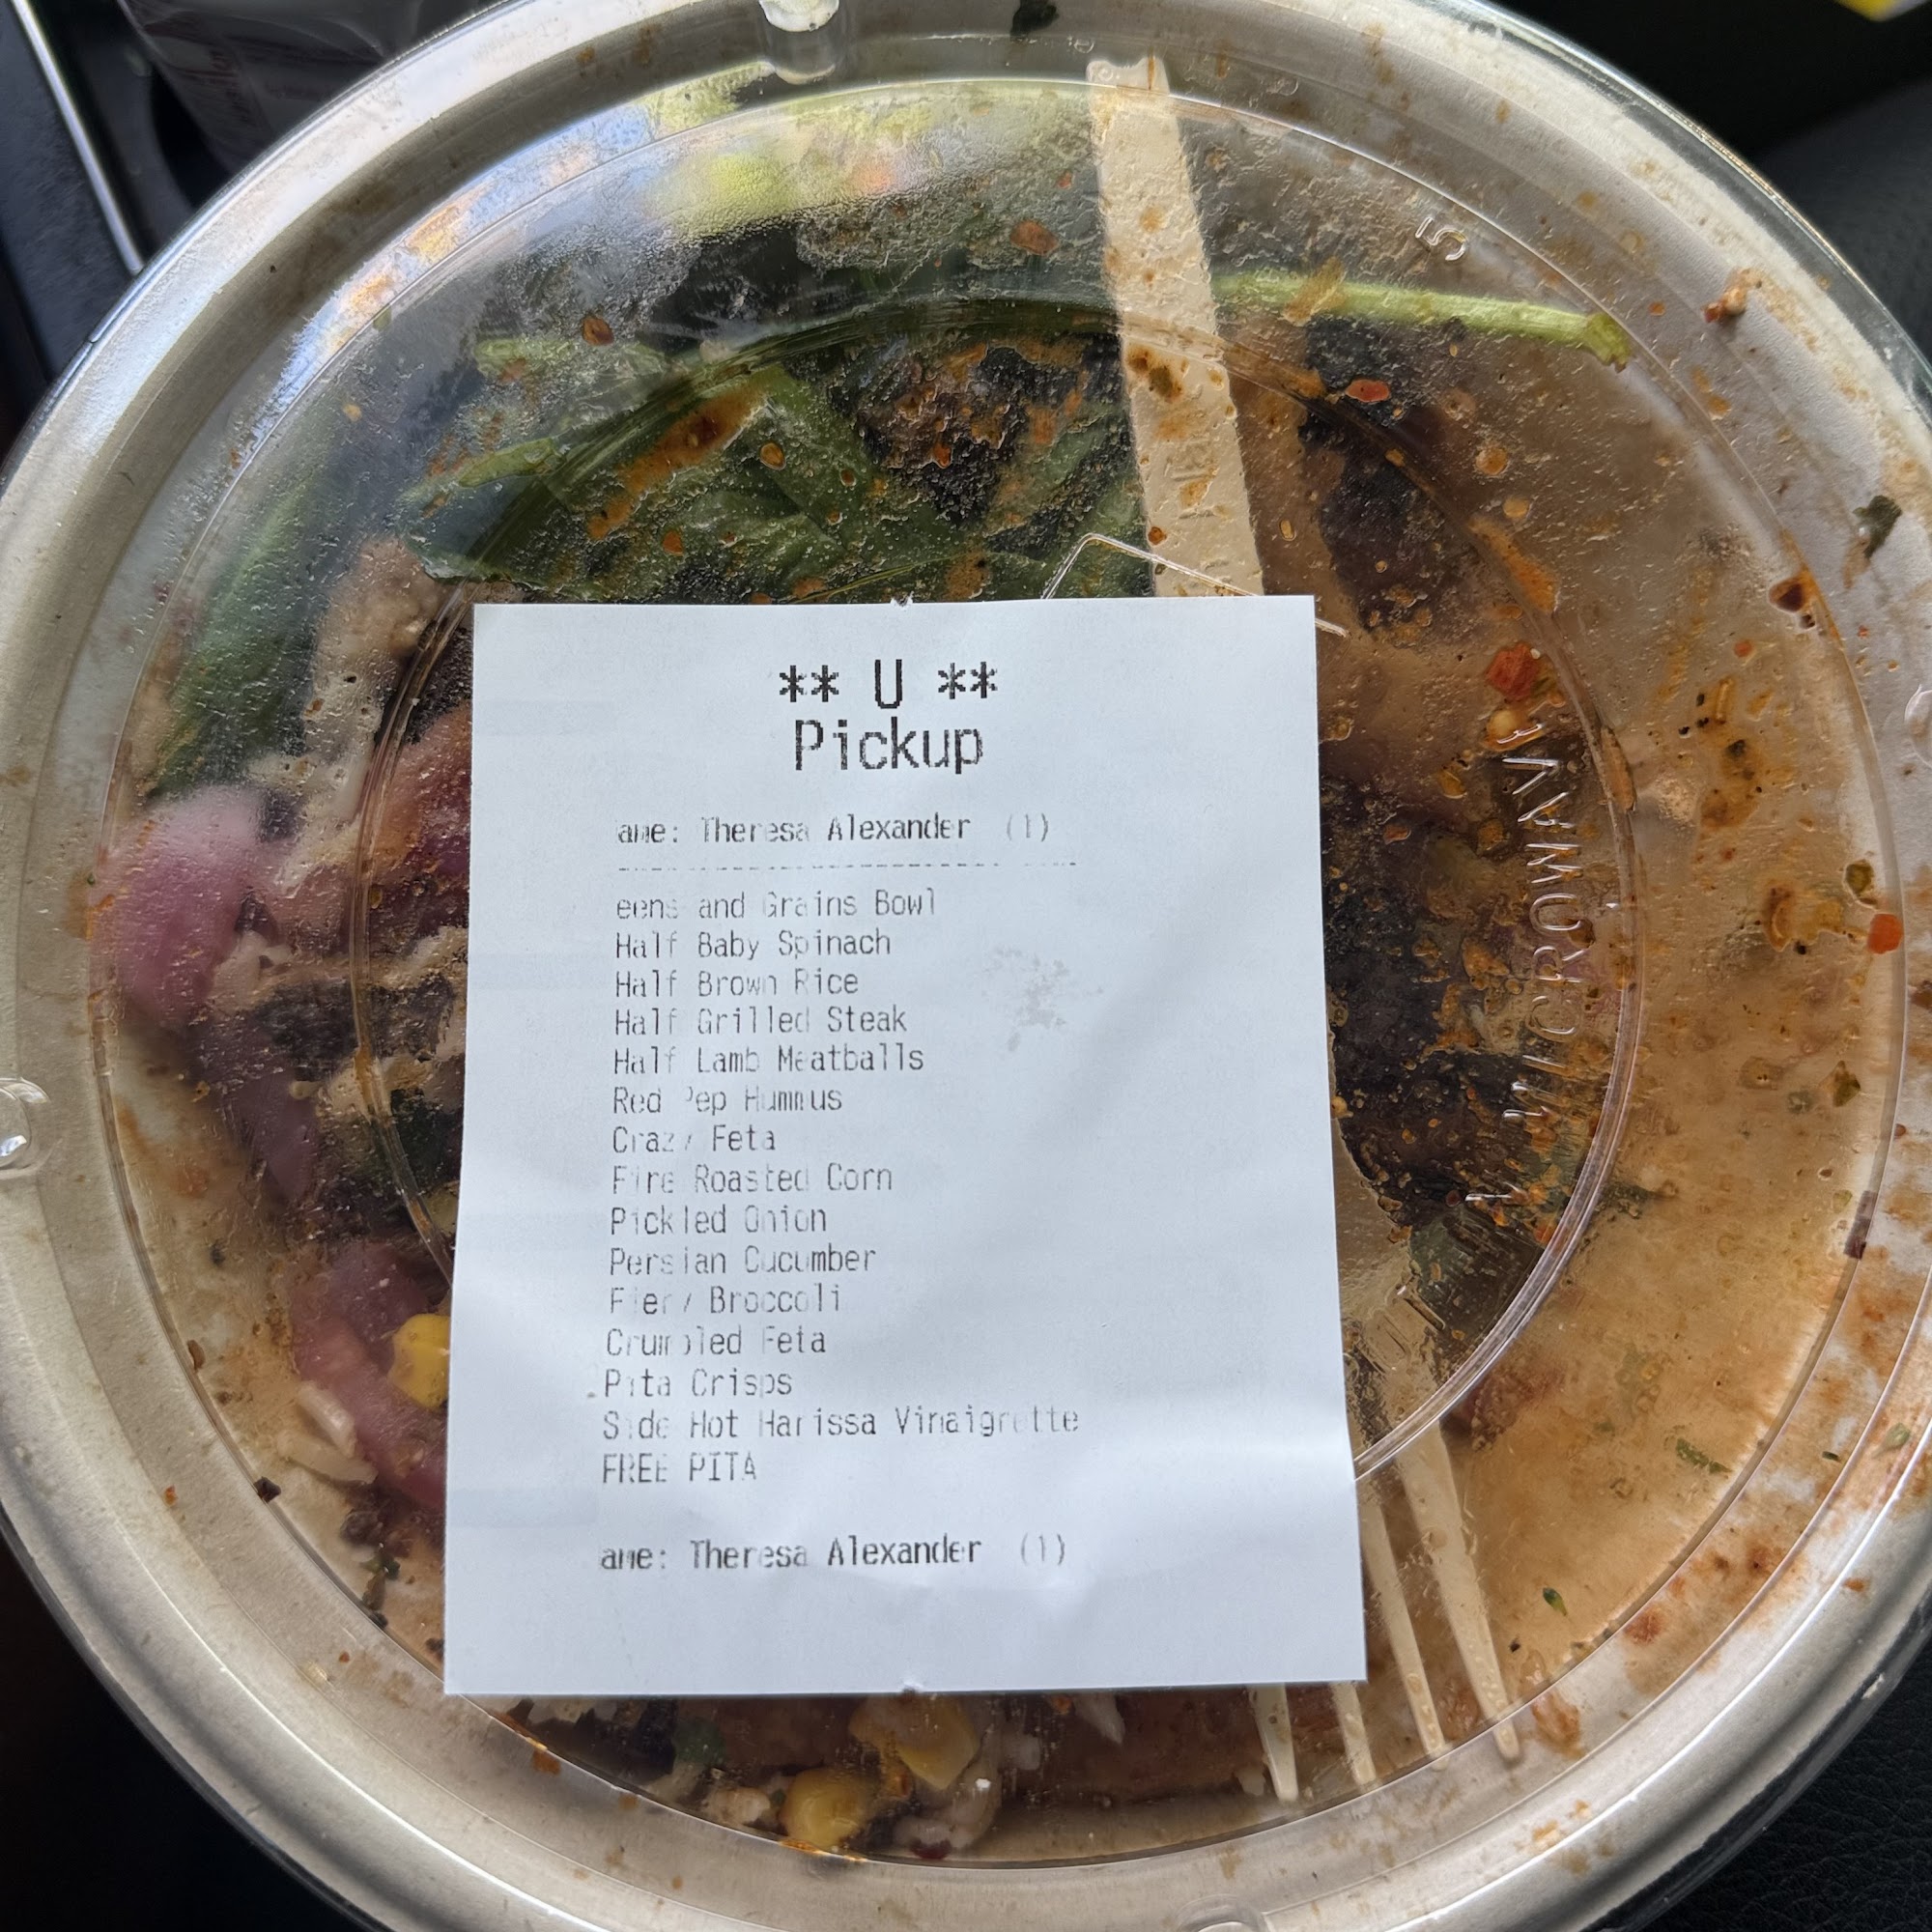 ** U **
Pickup
ame: Theresa Alexander (1)
eens and Grains Bowl
Half Baby Spinach
Half Brown Rice
Half Grilled Steak
Half Lamb Meatballs
Red Pep Hummus
Crazy Feta
Fire Roasted Corn
Pickled Onion
Persian Cucumber
Fiery Broccoli
Crumbled Feta
Pita Crisps
Side Hot Harissa Vinaigrette
FREE PITA
ame: Theresa Alexander (1)
5